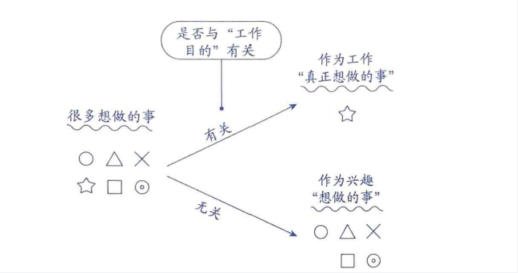 是否与“工作
目的”有关
作为工作
“真正想做的事”
很多想做的事
有关
无关
作为兴趣
“想做的事”